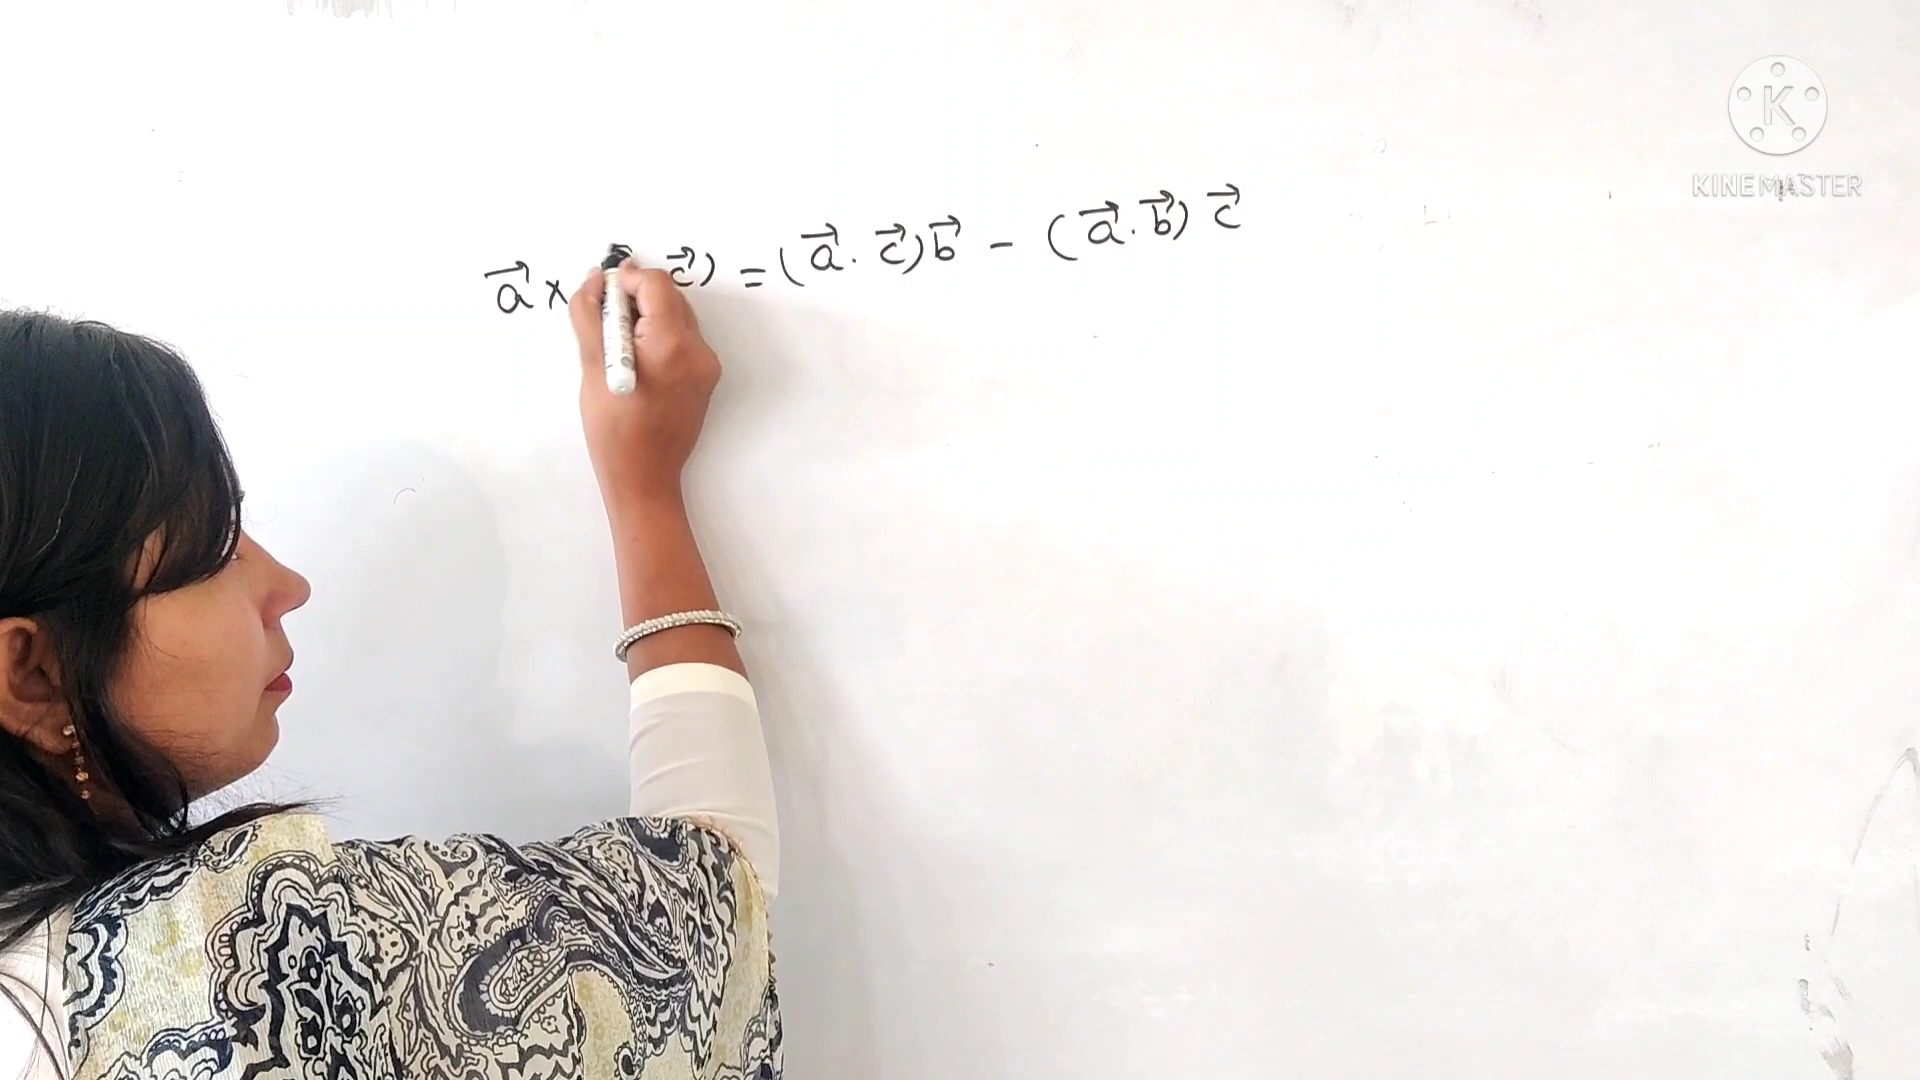 K
KINEMASTER
a⃗ × c⃗) = (a⃗ . c⃗) b⃗ - (a⃗ . b⃗) c⃗